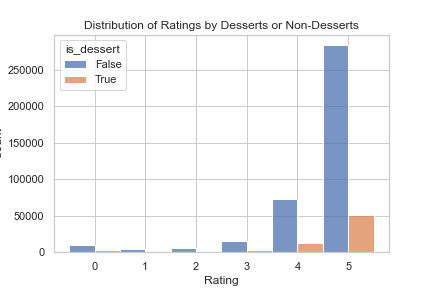 Distribution of Ratings by Desserts or Non-Desserts
is_dessert
False
True
250000
200000
150000
100000
50000
0
0 1 2 3 4 5
Rating